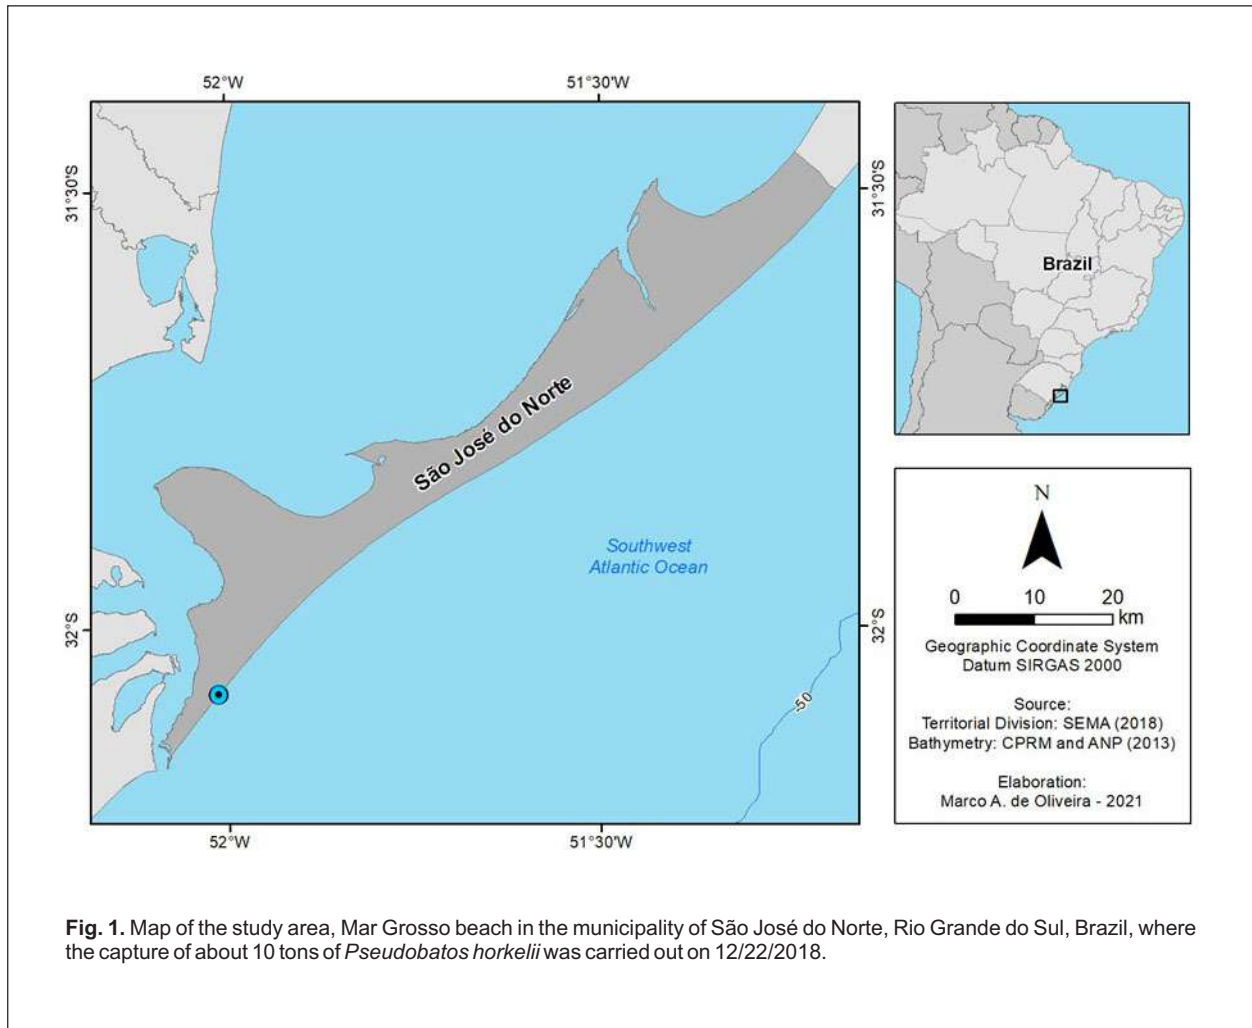 52°W
51°30'W
31°30'S
31°30'S
Brazil
São José do Norte
Southwest
Atlantic Ocean
N
0 10 20
km
32°S
32°S
-50
Geographic Coordinate System
Datum SIRGAS 2000
Source:
Territorial Division: SEMA (2018)
Bathymetry: CPRM and ANP (2013)
Elaboration:
Marco A. de Oliveira - 2021
52°W
51°30'W
Fig. 1. Map of the study area, Mar Grosso beach in the municipality of São José do Norte, Rio Grande do Sul, Brazil, where
the capture of about 10 tons of Pseudobatos horkelii was carried out on 12/22/2018.